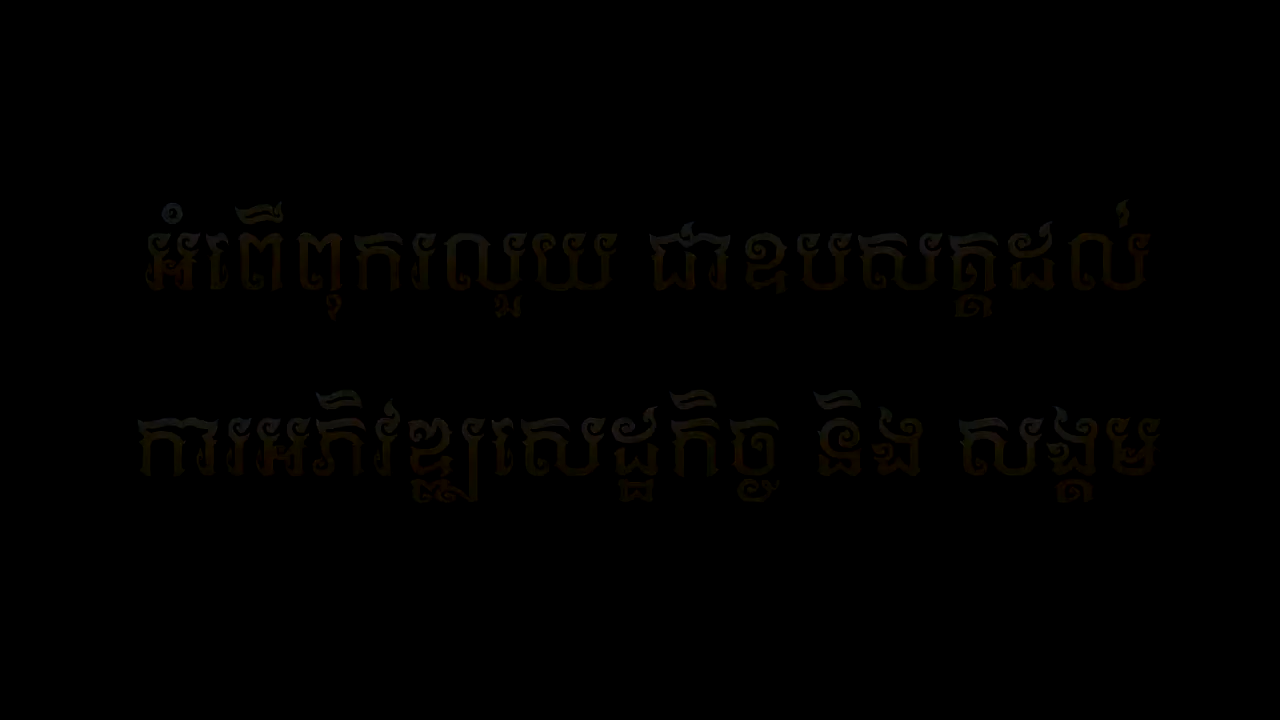 អំពើពុករលួយ ជាឧបសគ្គដល់
ការអភិវឌ្ឍសេដ្ឋកិច្ច និង សង្គម